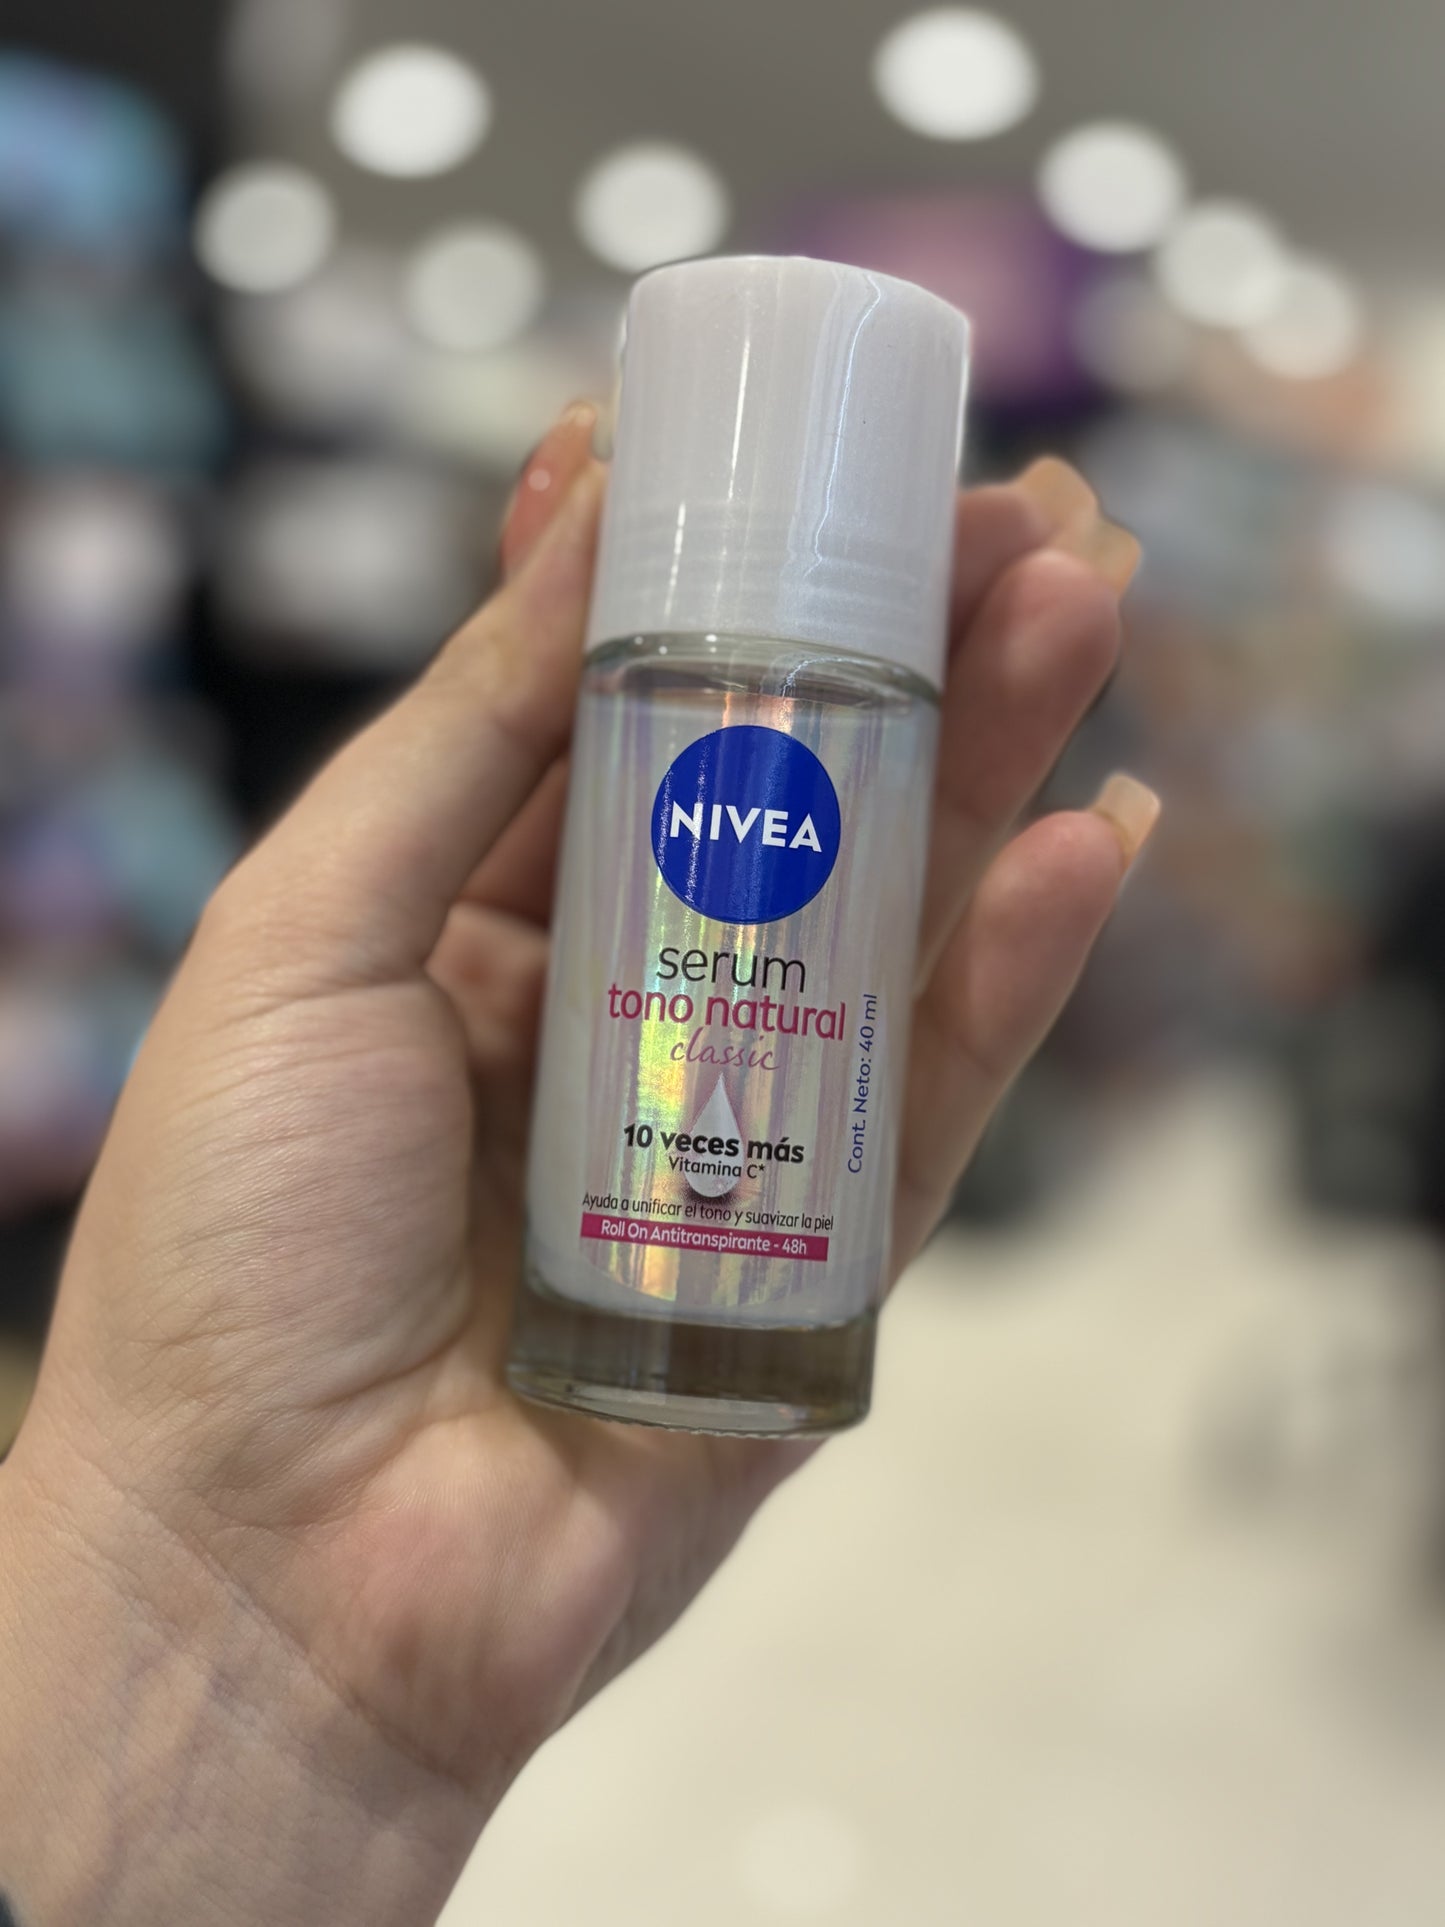 NIVEA
serum
tono natural
classic
10 veces más
Vitamina C*
Ayuda a unificar el tono y suavizar la piel
Roll On Antitranspirante - 48h
Cont. Neto: 40 ml